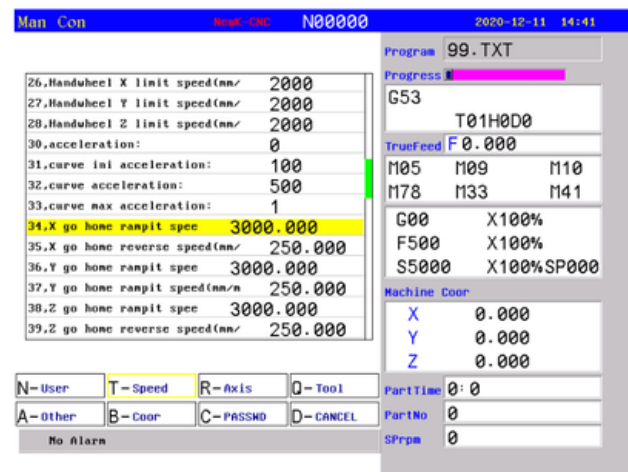 Man Con NewK-CNC N00000 2020-12-11 14:41
Program 99.TXT
Progress
26,Handwheel X limit speed(mm/ 2000
27,Handwheel Y limit speed(mm/ 2000
28,Handwheel Z limit speed(mm/ 2000
30,acceleration: 0
31,curve ini acceleration: 100
32,curve acceleration: 500
33,curve max acceleration: 1
34,X go home rampit spee 3000.000
35,X go home reverse speed(mm/ 250.000
36,Y go home rampit spee 3000.000
37,Y go home rampit speed(mm/m 250.000
38,Z go home rampit spee 3000.000
39,Z go home reverse speed(mm/ 250.000
G53
T01H0D0
TrueFeed F 0.000
M05 M09 M10
M78 M33 M41
G00 X100%
F500 X100%
S5000 X100% SP000
Machine Coor
X 0.000
Y 0.000
Z 0.000
PartTime 0: 0
PartNo 0
SPrpm 0
N-User T-Speed R-Axis Q-Tool
A-Other B-Coor C-PASSWD D-CANCEL
No Alarm